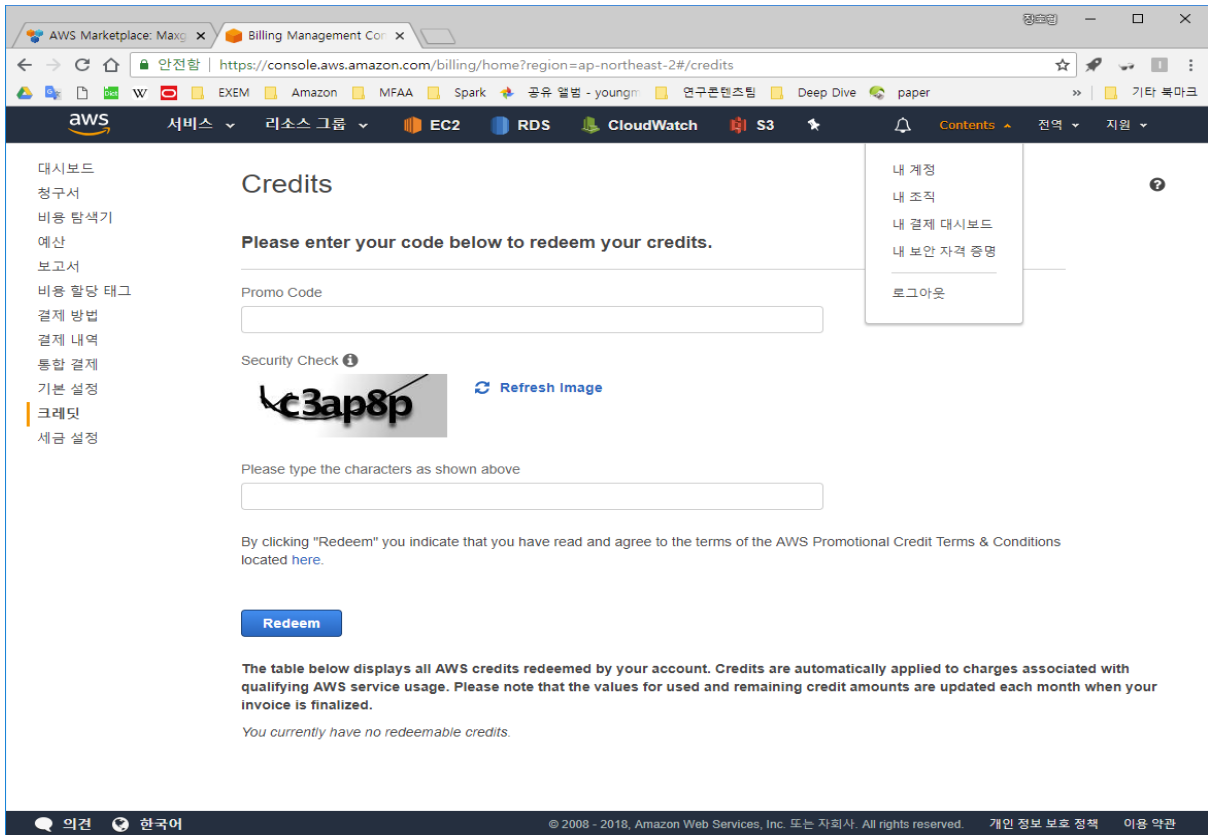 장호협
AWS Marketplace: Maxg
Billing Management Con
안전함 | https://console.aws.amazon.com/billing/home?region=ap-northeast-2#/credits
EXEM Amazon MFAA Spark 공유 앨범 - youngm 연구콘텐츠팀 Deep Dive paper » 기타 북마크
aws 서비스 리소스 그룹 EC2 RDS CloudWatch S3 Contents 전역 지원
대시보드
청구서
비용 탐색기
예산
보고서
비용 할당 태그
결제 방법
결제 내역
통합 결제
기본 설정
크레딧
세금 설정
내 계정
내 조직
내 결제 대시보드
내 보안 자격 증명
로그아웃
Credits
Please enter your code below to redeem your credits.
Promo Code
Security Check
c3ap8p
Refresh Image
Please type the characters as shown above
By clicking "Redeem" you indicate that you have read and agree to the terms of the AWS Promotional Credit Terms & Conditions
located here.
Redeem
The table below displays all AWS credits redeemed by your account. Credits are automatically applied to charges associated with
qualifying AWS service usage. Please note that the values for used and remaining credit amounts are updated each month when your
invoice is finalized.
You currently have no redeemable credits.
의견 한국어 © 2008 - 2018, Amazon Web Services, Inc. 또는 자회사. All rights reserved. 개인 정보 보호 정책 이용 약관